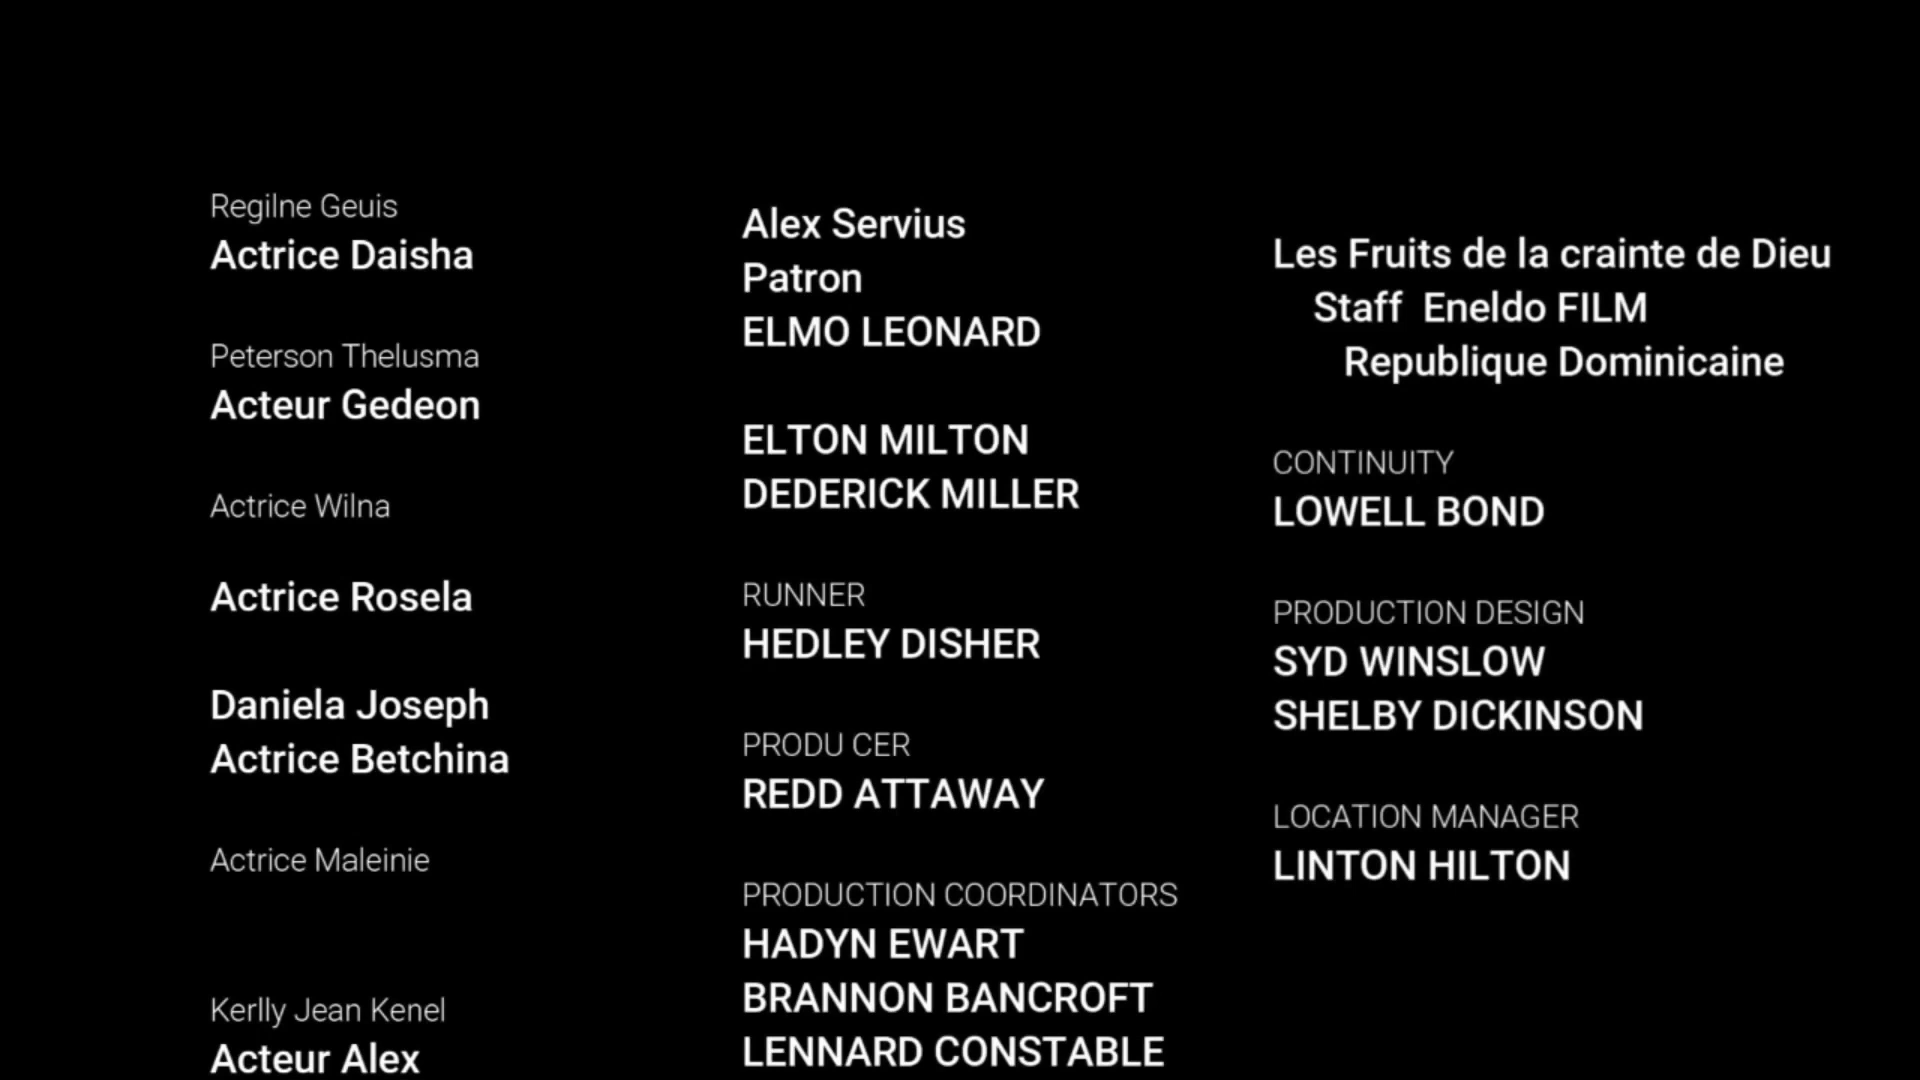 Regilne Geuis
Actrice Daisha
Peterson Thelusma
Acteur Gedeon
Actrice Wilna
Actrice Rosela
Daniela Joseph
Actrice Betchina
Actrice Maleinie
Kerlly Jean Kenel
Acteur Alex
Alex Servius
Patron
ELMO LEONARD
ELTON MILTON
DEDERICK MILLER
RUNNER
HEDLEY DISHER
PRODU CER
REDD ATTAWAY
PRODUCTION COORDINATORS
HADYN EWART
BRANNON BANCROFT
LENNARD CONSTABLE
Les Fruits de la crainte de Dieu
Staff  Eneldo FILM
Republique Dominicaine
CONTINUITY
LOWELL BOND
PRODUCTION DESIGN
SYD WINSLOW
SHELBY DICKINSON
LOCATION MANAGER
LINTON HILTON